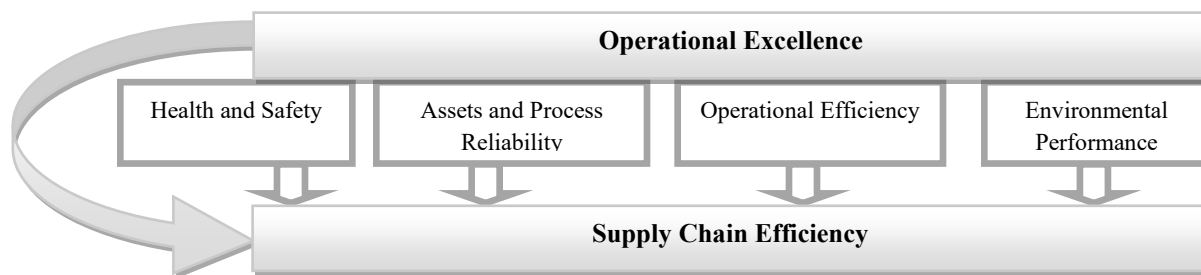 Operational Excellence
Health and Safety
Assets and Process
Reliability
Operational Efficiency
Environmental
Performance
Supply Chain Efficiency